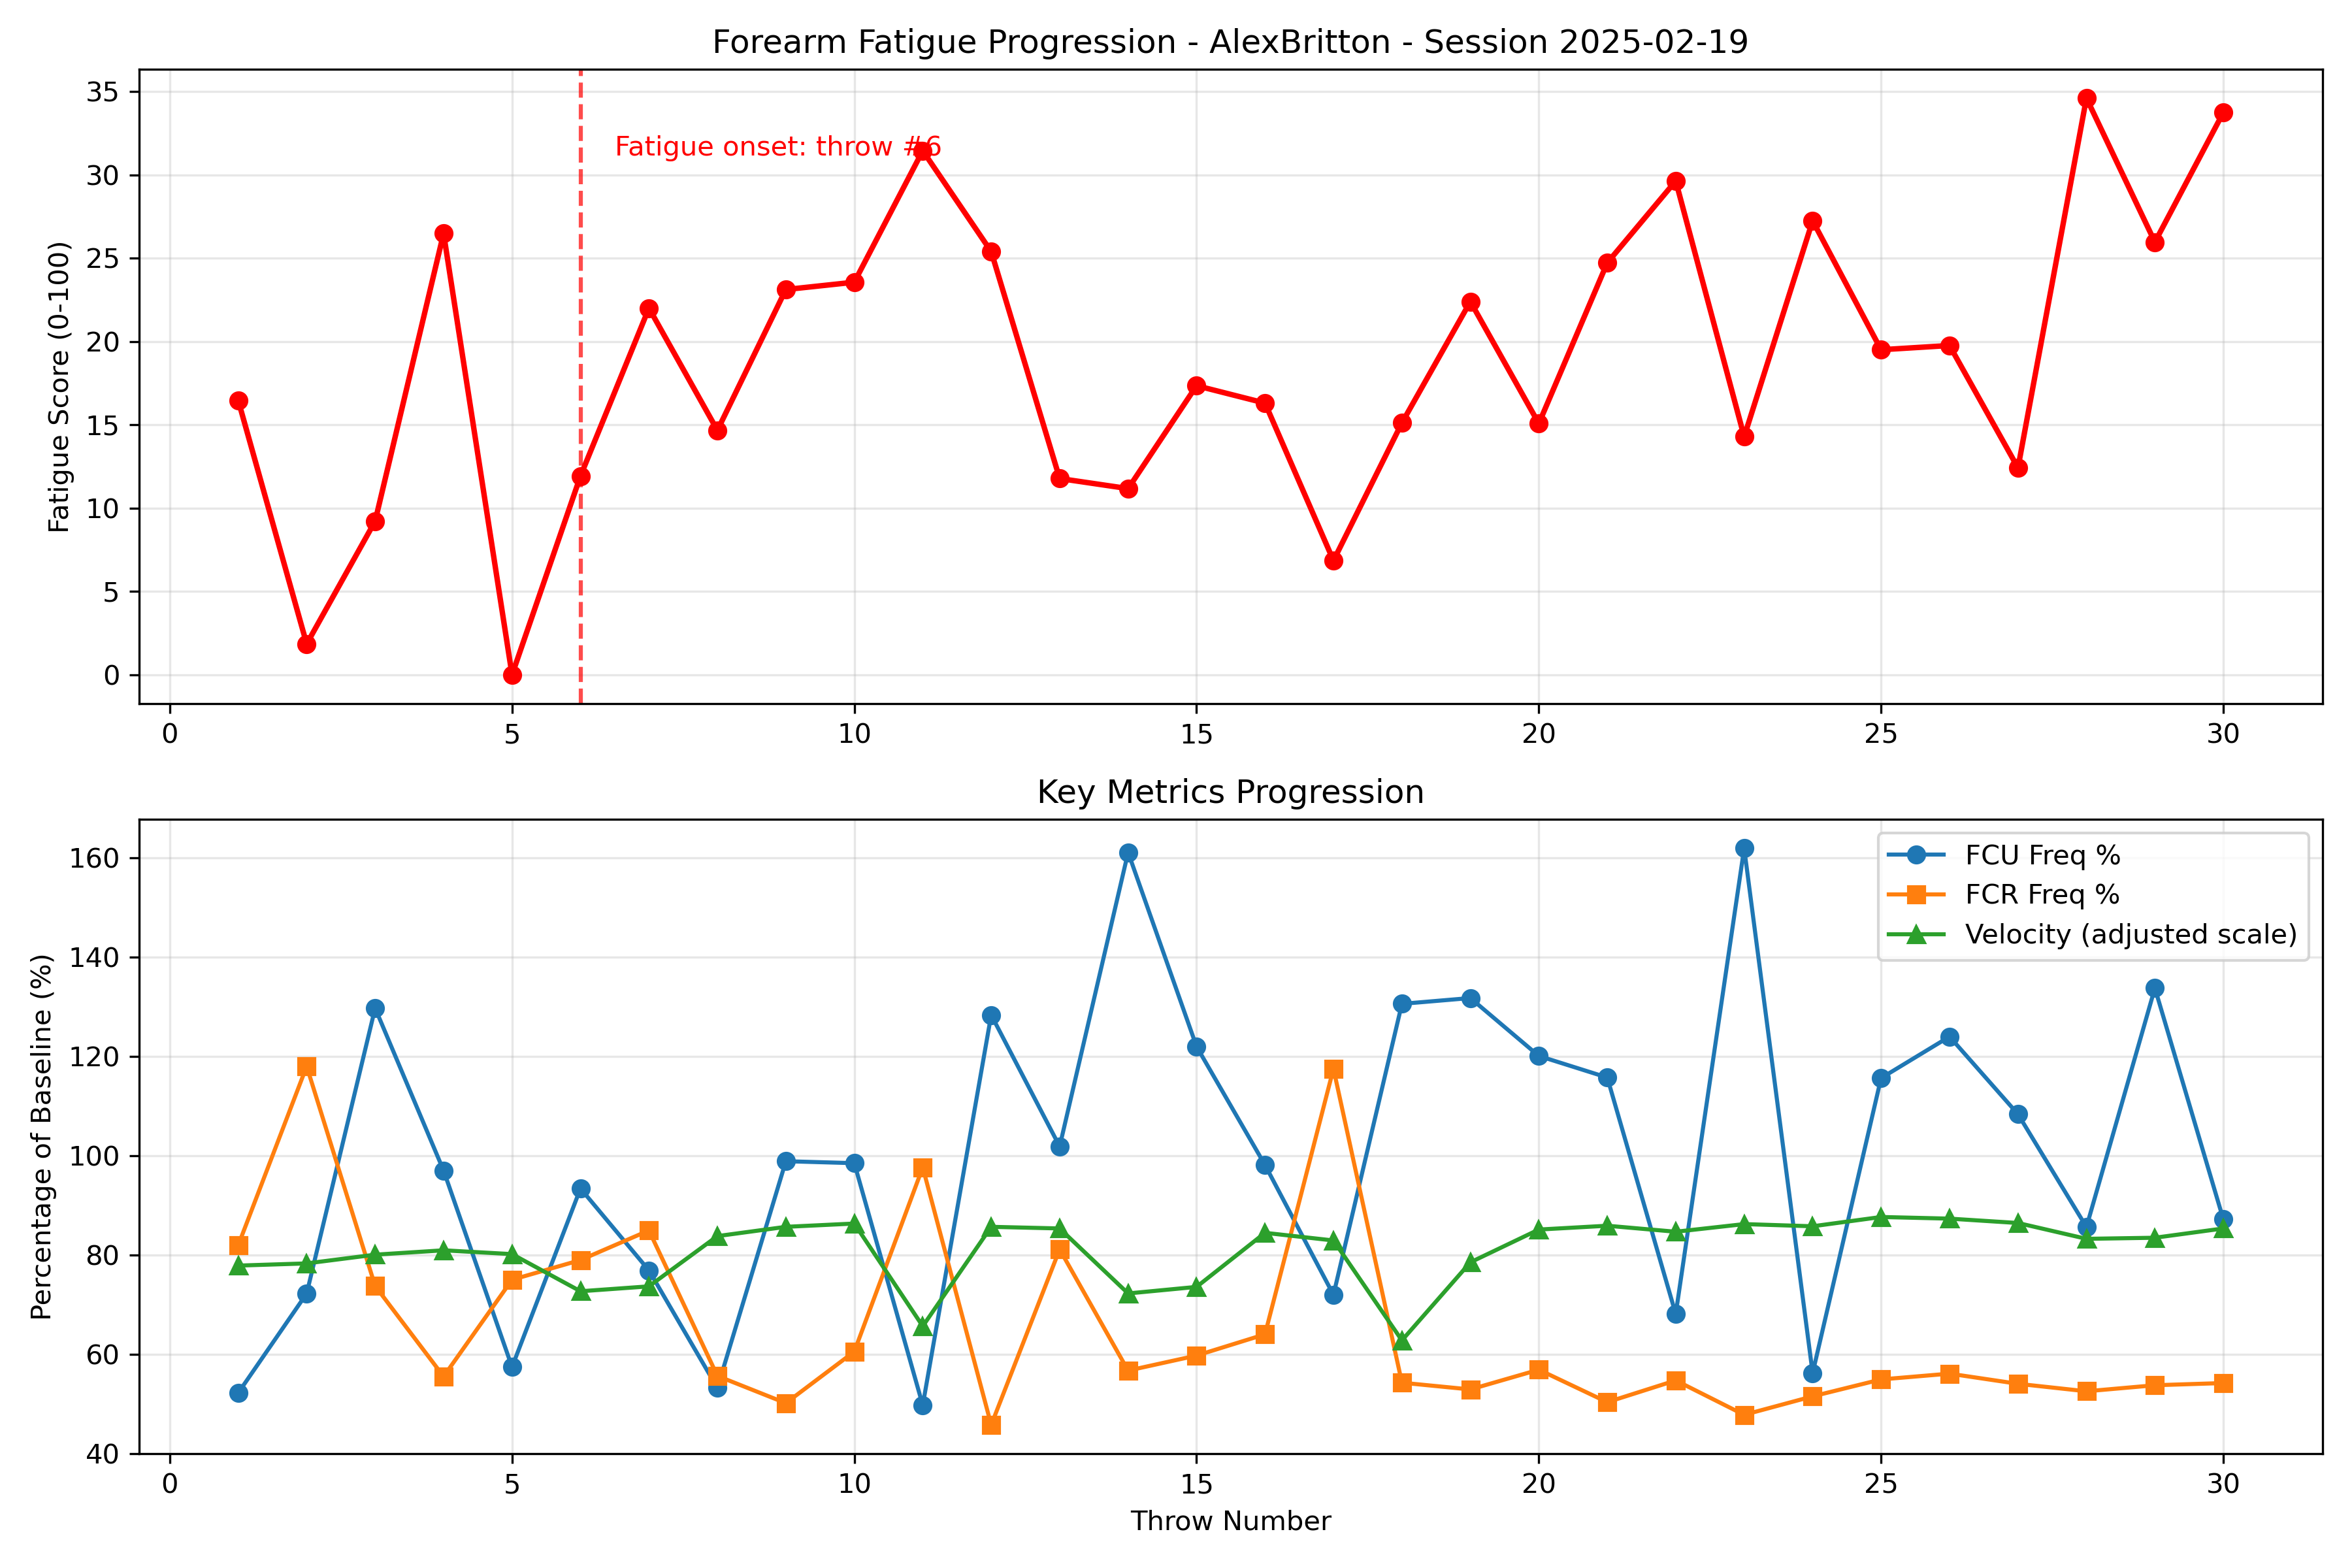 Forearm Fatigue Progression - AlexBritton - Session 2025-02-19
Fatigue Score (0-100)
35
30
25
20
15
10
5
0
Fatigue onset: throw #6
0 5 10 15 20 25 30
Key Metrics Progression
Percentage of Baseline (%)
160
140
120
100
80
60
40
FCU Freq %
FCR Freq %
Velocity (adjusted scale)
0 5 10 15 20 25 30
Throw Number